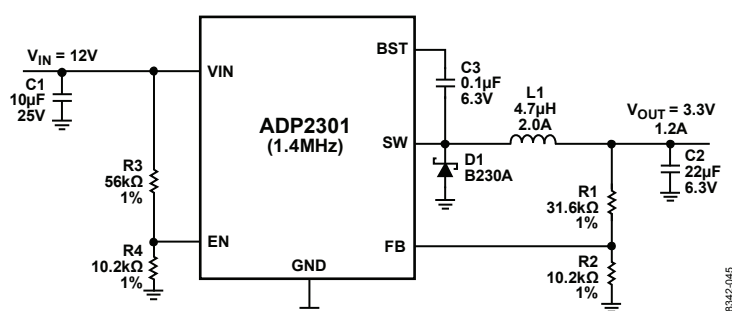 VIN = 12V
C1
10µF
25V
R3
56kΩ
1%
R4
10.2kΩ
1%
VIN
EN
ADP2301
(1.4MHz)
GND
BST
SW
FB
C3
0.1µF
6.3V
L1
4.7µH
2.0A
D1
B230A
VOUT = 3.3V
1.2A
C2
22µF
6.3V
R1
31.6kΩ
1%
R2
10.2kΩ
1%
8342-045